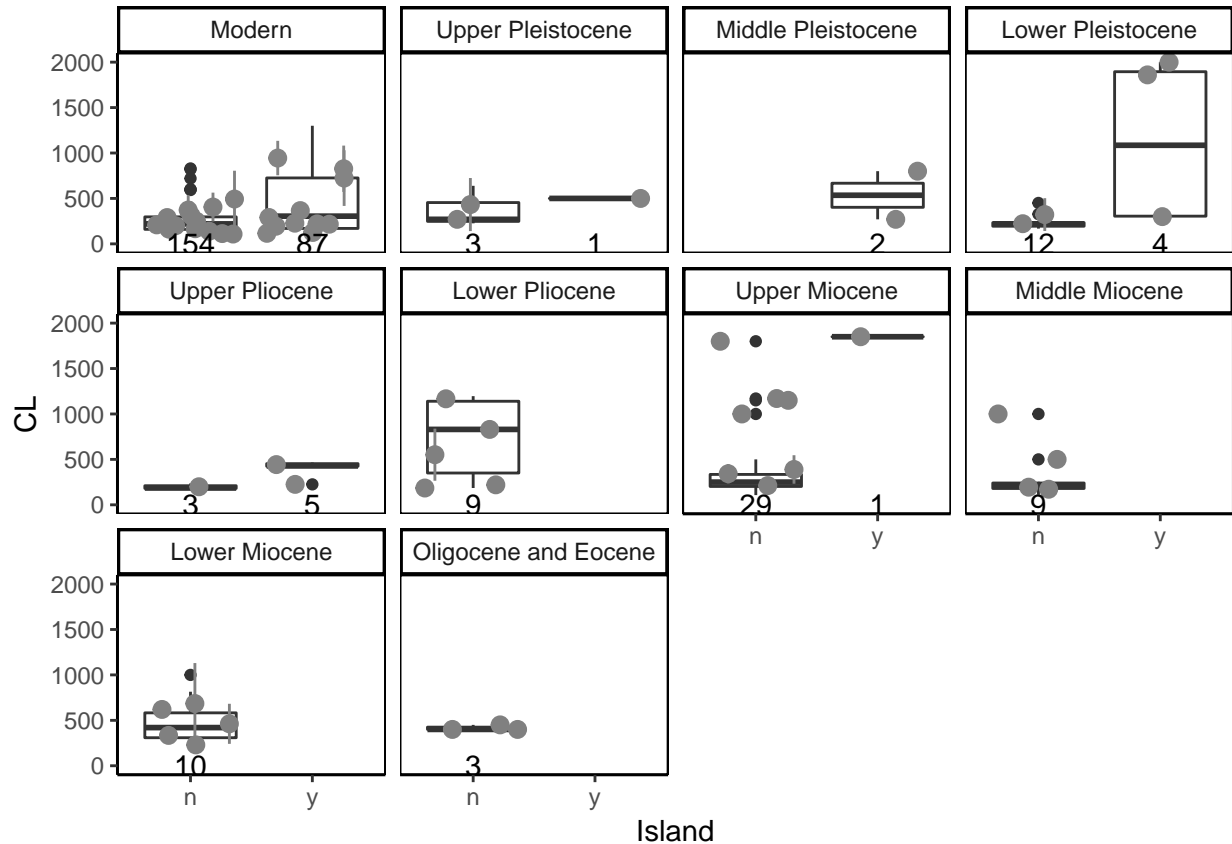 Modern Upper Pleistocene Middle Pleistocene Lower Pleistocene
2000
1500
1000
500
0
154 87 3 1 2 12 4
Upper Pliocene Lower Pliocene Upper Miocene Middle Miocene
2000
1500
1000
500
0
3 5 9 29 1 9
n y n y
CL
Lower Miocene Oligocene and Eocene
2000
1500
1000
500
0
10 3
n y n y
Island